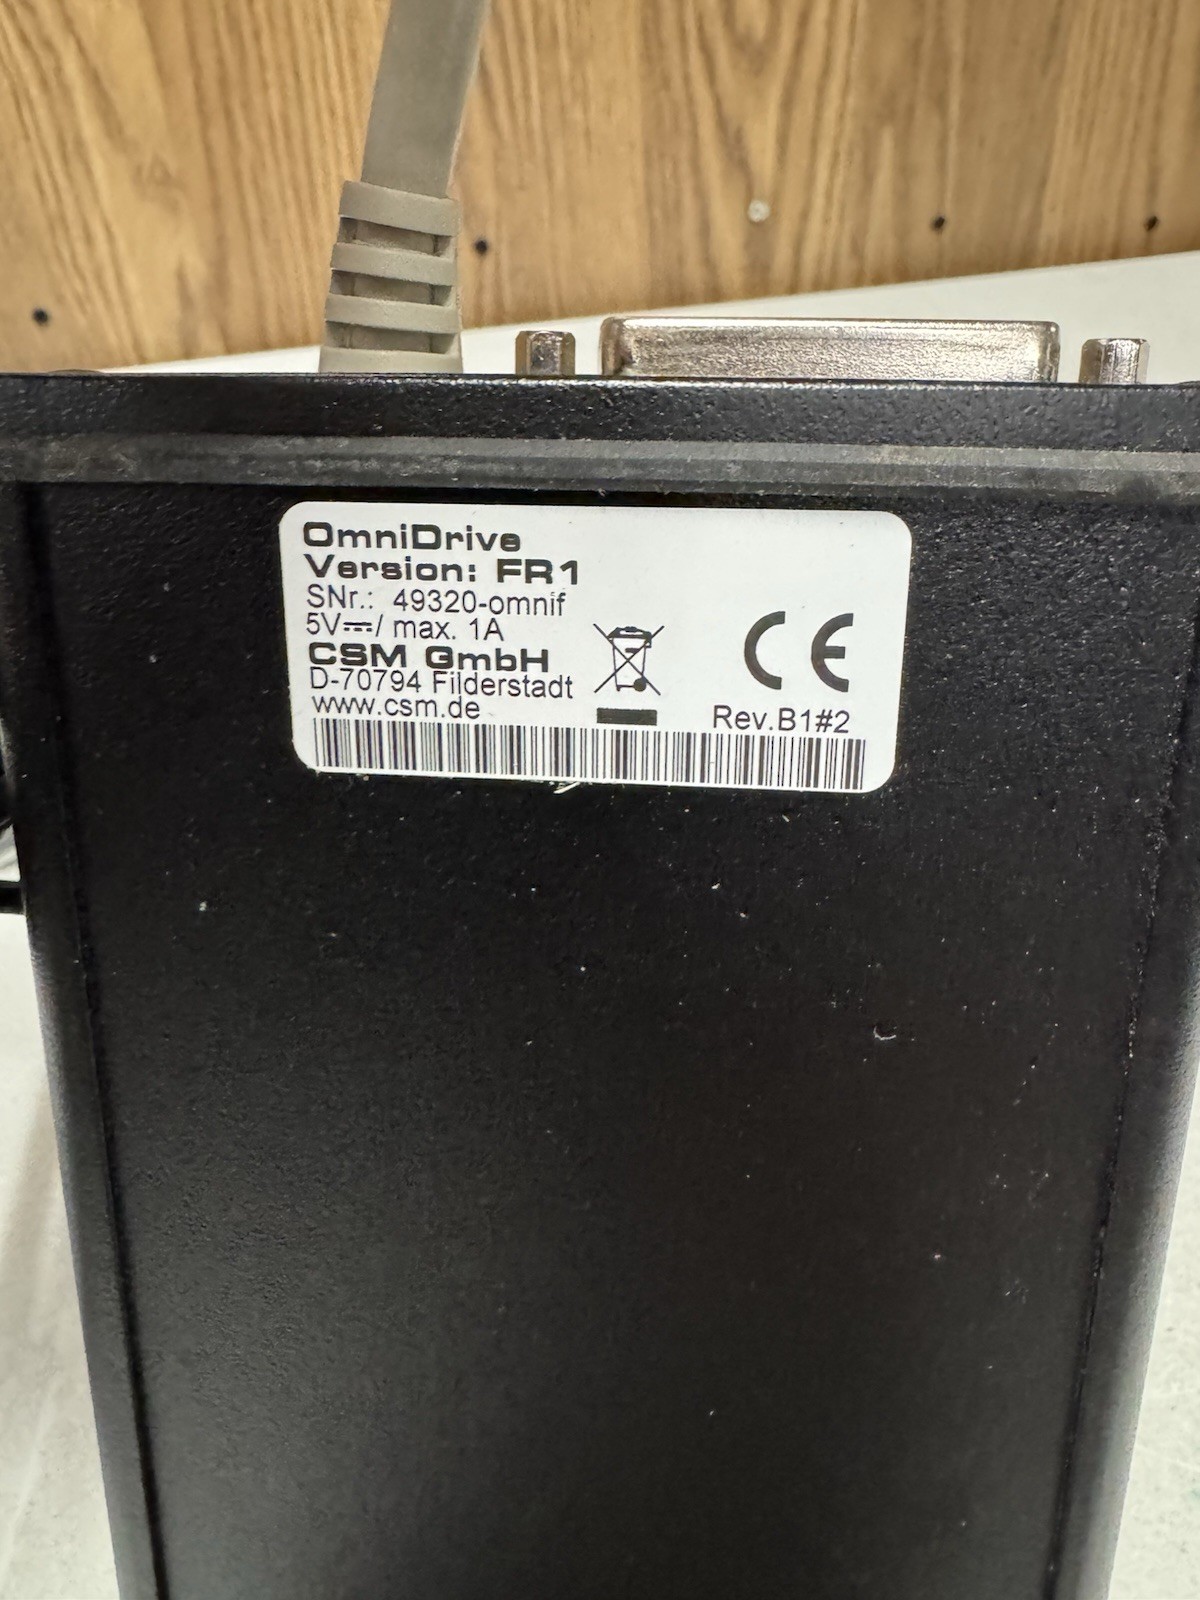 OmniDrive
Version: FR1
SNr.: 49320-omnif
5V⎓/ max. 1A
CSM GmbH
D-70794 Filderstadt
www.csm.de
CE
Rev.B1#2